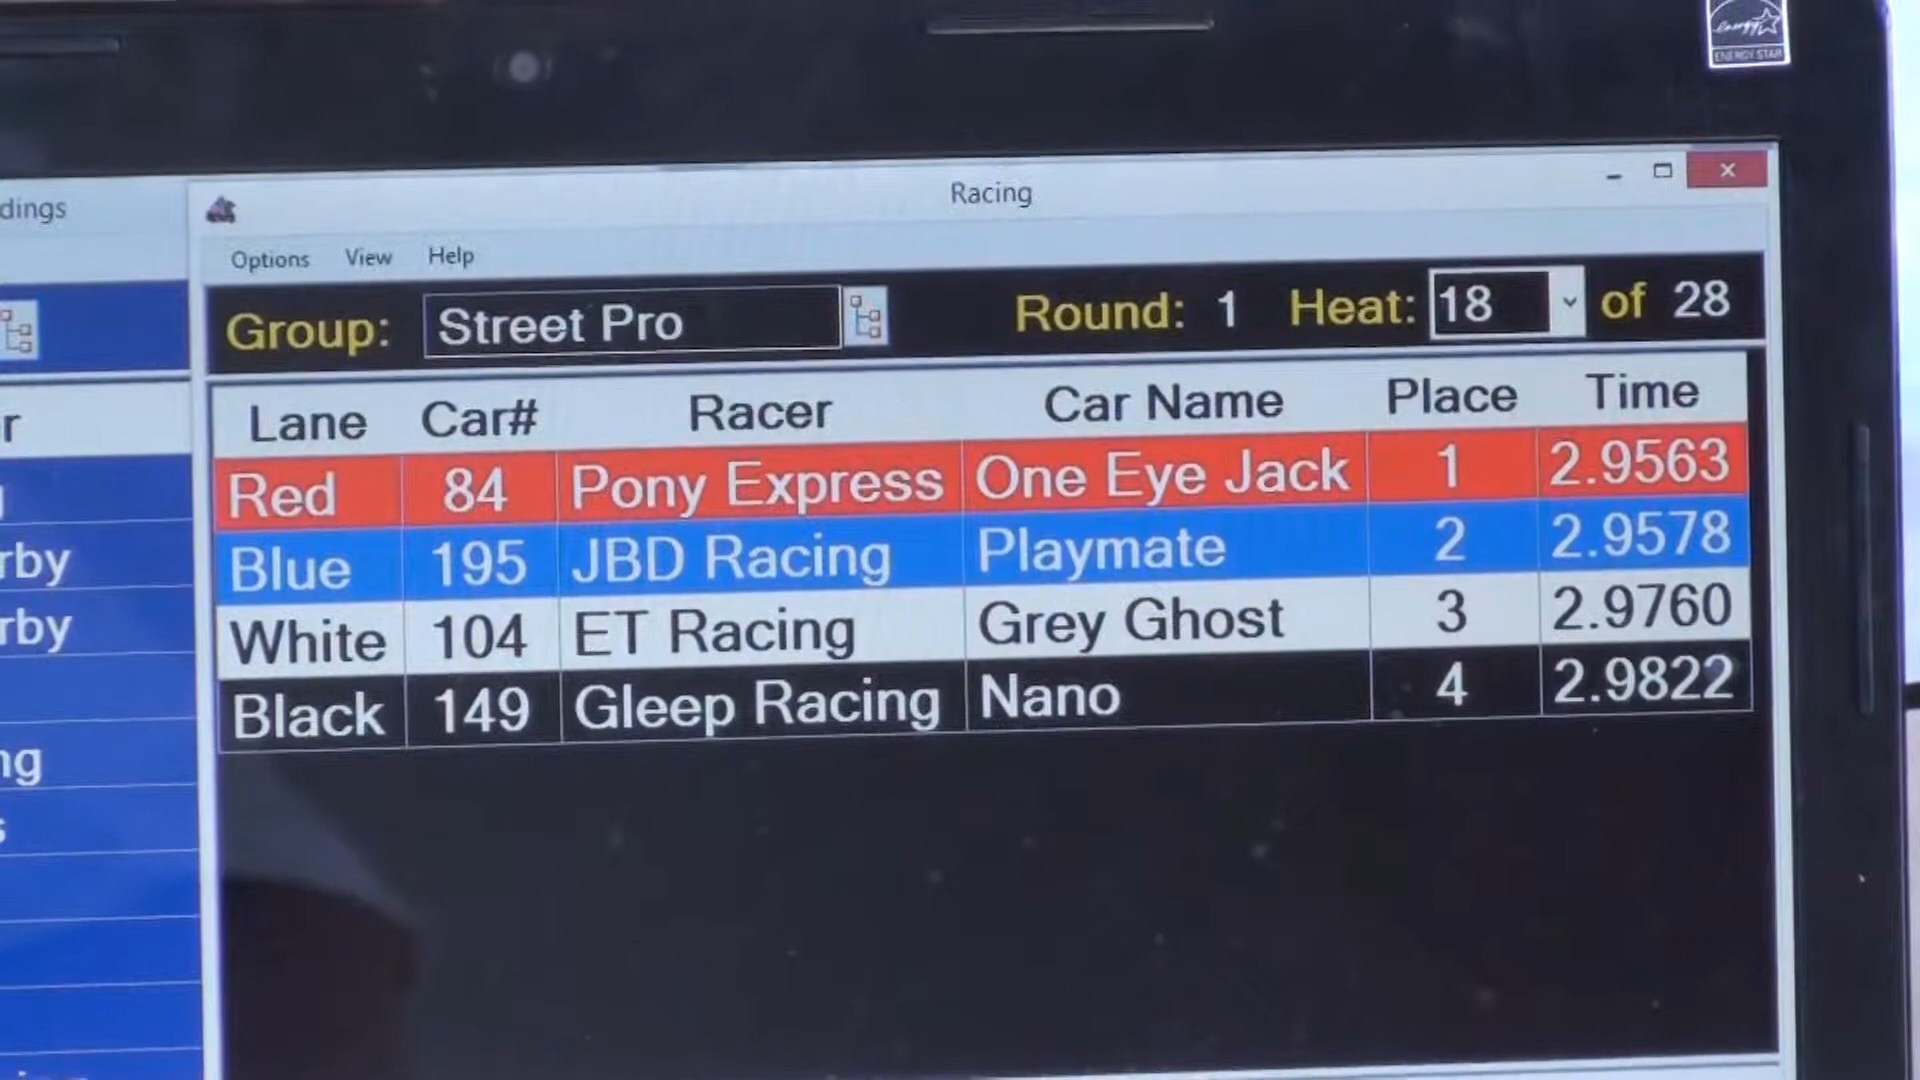 energy
ENERGY STAR
dings
Racing
Options View Help
Group: Street Pro Round: 1 Heat: 18 of 28
Lane Car# Racer Car Name Place Time
Red 84 Pony Express One Eye Jack 1 2.9563
Blue 195 JBD Racing Playmate 2 2.9578
White 104 ET Racing Grey Ghost 3 2.9760
Black 149 Gleep Racing Nano 4 2.9822
r
rby
rby
ng
s